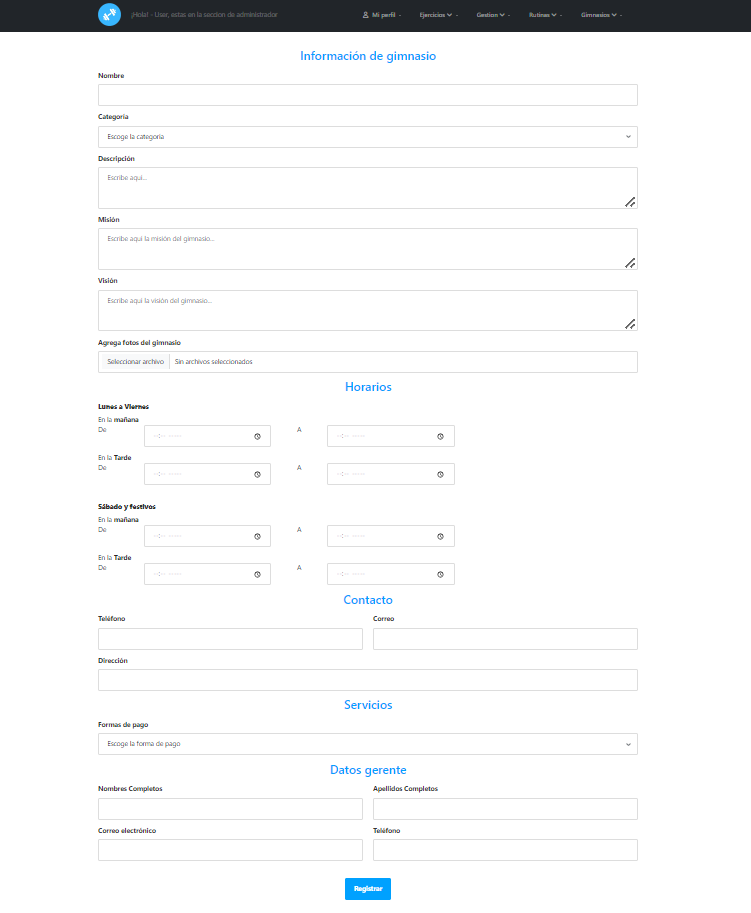 ¡Hola! - User, estas en la seccion de administrador
Mi perfil - Ejercicios - Gestion - Rutinas - Gimnasios -
Información de gimnasio
Nombre
Categoría
Escoge la categoria
Descripción
Escribe aqui...
Misión
Escribe aqui la misión del gimnasio...
Visión
Escribe aqui la visión del gimnasio...
Agrega fotos del gimnasio
Seleccionar archivo Sin archivos seleccionados
Horarios
Lunes a Viernes
En la mañana
De --:-- ---- A --:-- ----
En la Tarde
De --:-- ---- A --:-- ----
Sábado y festivos
En la mañana
De --:-- ---- A --:-- ----
En la Tarde
De --:-- ---- A --:-- ----
Contacto
Teléfono Correo
Dirección
Servicios
Formas de pago
Escoge la forma de pago
Datos gerente
Nombres Completos Apellidos Completos
Correo electrónico Teléfono
Registrar